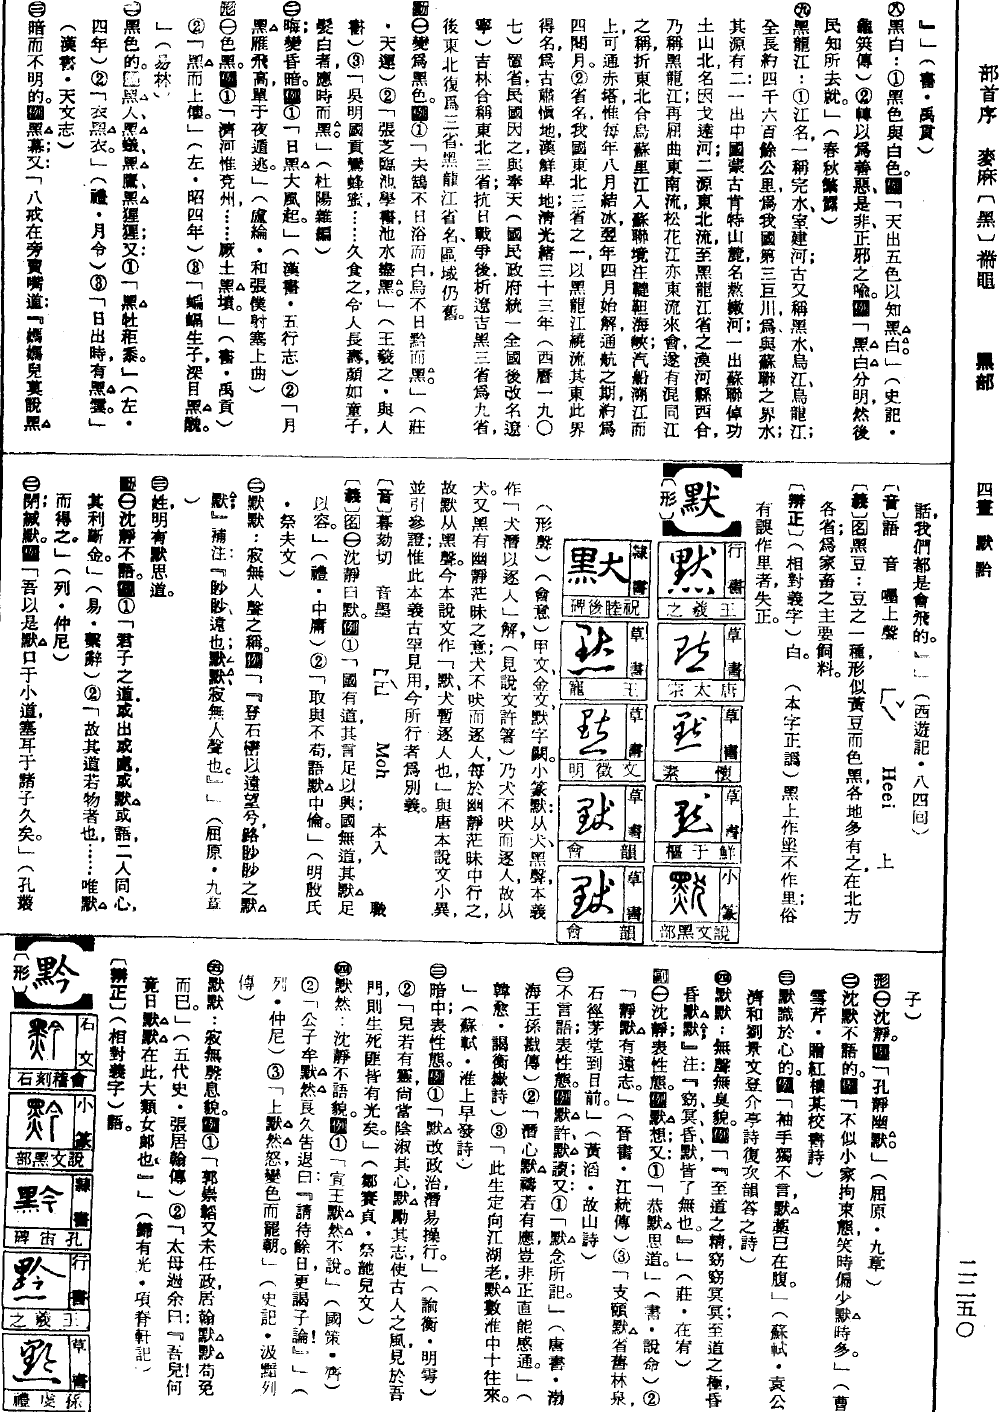 部首序 麥麻〔黑〕黹黽 黑部 四畫 默黔 二二五〇
』」(書·禹貢)
㊇黑白:①黑色與白色。例「天出五色以知黑白。」(史記·
龜筴傳)②轉以爲善惡是非正邪之喩。例「黑白分明,然後
民知所去就。」(春秋繁露)
㊈黑龍江:①江名,一稱完水室建河,古又稱黑水烏江、烏龍江;
全長約四千六百餘公里,爲我國第三巨川,爲與蘇聯之界水;
其源有二:一出中國蒙古肯特山麓,名敖嫩河,一出蘇聯倬功
土山北,名因戈達河;二源東北流至黑龍江省之漠河縣西合,
乃稱黑龍江;再屈曲東南流,松花江亦東流來會,遂有混同江
之稱,折東北合烏蘇里江,入蘇聯境注韃靼海峽,汽船溯江而
上,可通赤塔,惟每年八月結冰,翌年四月始解,通航之期約爲
四閱月。②省名,我國東北三省之一,以黑龍江繞流其東北界
得名,爲古肅愼地,漢鮮卑地,清光緒三十三年(西曆一九〇
七)置省,民國因之,與奉天(國民政府統一全國後改名遼
寧)吉林合稱東北三省,抗日戰爭後析遼吉黑三省爲九省,
後東北復爲三省,黑龍江省名、區域仍舊。
動㊀變爲黑色。例①「夫鵠不日浴而白,烏不日黔而黑。」(莊
·天運)②「張芝臨池學書,池水盡黑。」(王羲之·與人
書)③「吳明國貢鸞蜂蜜……久食之令人長壽,顏如童子,
髮白者應時而黑。」(杜陽雜編)
㊁晦;變昏暗。例①「日黑大風起。」(漢書·五行志)②「月
黑雁飛高,單于夜遁逃。」(盧綸·和張僕射塞上曲)
形㊀色黑。例①「濟河惟兗州,……厥土黑墳。」(書·禹貢)
②「黑而上僂。」(左·昭四年)③「蝙蝠生子,深目黑醜。
」(易林)
㊁黑色的。例黑人、黑蟻、黑鷹、黑猩猩;又:①「黑牡秬黍。」(左·
四年)②「衣黑衣。」(禮·月令)③「日出時有黑雲。」
(漢書·天文志)
㊂暗而不明的。例黑幕;又:「八戒在旁賣嘴道:『媽媽兒莫說黑
話,我們都是會飛的。』」(西遊記·八四回)
〔音〕語 音 嘿上聲 ㄏㄟˇ Heei 上
〔義〕图黑豆:豆之一種,形似黃豆而色黑,各地多有之,在北方
各省爲家畜之主要飼料。
〔辨正〕(相對義字)白。 (本字正譌)黑上作𡆧不作里;俗
有誤作里者失正。
默
〔形〕
行書 王羲之
草書 唐太宗
草書 懷素
草書 鮮于樞
小篆 說文黑部
隸書 祝睦後碑
草書 王寵
草書 文徵明
草書 韻會
草書 韻會
(形聲)(會意)甲文、金文默字闕。小篆默:从犬,黑聲,本義
作「犬潛以逐人」解,(見說文許箸)乃犬不吠而逐人,故从
犬;又黑有幽靜茫昧之意,犬不吠而逐人,每於幽靜茫昧中行之,
故默从黑聲。今本說文作「默,犬暫逐人也」與唐本說文小異,
並引參證;惟此本義古罕見用,今所行者爲別義。
〔音〕暮劾切 音墨 ㄇㄛˋ Moh 本入 職
〔義〕图㊀沈靜曰默。例①「國有道,其言足以興,國無道,其默足
以容。」(禮·中庸)②「取與不苟,語默中倫。」(明殷氏
·祭夫文)
㊁默默:寂無人聲之稱。例「『登石巒以遠望兮,路眇眇之默
默。』補注:『眇眇,遠也;默默,寂無人聲也。』」(屈原·九章
)
㊂姓,明有默思道。
動㊀沈靜不語。例①「君子之道,或出或處,或默或語;二人同心,
其利斷金。」(易·繫辭)②「故其道若物者也,……唯默
而得之。」(列·仲尼)
㊁閉;緘默。例「吾以是默口于小道,塞耳于諸子久矣。」(孔叢
子)
形㊀沈靜。例「孔靜幽默。」(屈原·九章)
㊁沈默不語的。例「不似小家拘束態,笑時偏少默時多。」(曹
雪芹·贈紅樓某校書詩)
㊂默識於心的。例「袖手獨不言,默藁已在腹。」(蘇軾·袁公
濟和劉景文登介亭詩復次韻答之詩)
㊃默默:無聲無臭貌。例「『至道之精,窈窈冥冥;至道之極,昏
昏默默。』注:『窈冥昏默,皆了無也。』」(莊·在宥)
副㊀沈靜,表性態。例默想;又:①「恭默思道。」(書·說命)②
「靜默有遠志。」(晉書·江統傳)③「支頤默省舊林泉,
石徑茅堂到目前。」(黃滔·故山詩)
㊁不言語,表性態。例默許、默讀;又:①「默念所記。」(唐書·渤
海王孫戡傳)②「潛心默禱若有應,豈非正直能感通。」(
韓愈·謁衡嶽詩)③「此生定向江湖老,默數淮中十往來。
」(蘇軾·淮上早發詩)
㊂暗中,表性態。例①「默改政治,潛易操行。」(論衡·明雩)
②「兒若有靈,尚當陰淑其心,默勵其志,使古人之風見於吾
門,則生死匪皆有光矣。」(鄒賽貞·祭訑兒文)
㊃默然:沈靜不語貌。例①「寅王默然不說。」(國策·齊)
②「公子牟默然良久,告退曰:『請待餘日更謁子論!』」(
列·仲尼)③「上默然怒,變色而罷朝。」(史記·汲黯列
傳)
㊄默默:寂無聲息貌。例①「郭崇韜又未任政,居翰默默,苟免
而已。」(五代史·張居翰傳)②「太母過余曰:『吾兒!何
竟日默默在此,大類女郞也。』」(歸有光·項脊軒記)
〔辨正〕(相對義字)語。
黔
〔形〕
石文 會稽刻石
小篆 說文黑部
隸書 孔宙碑
行書 王羲之
草書 孫虔禮